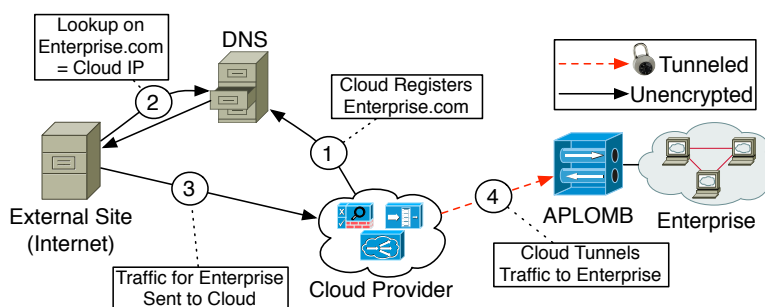 Lookup on
Enterprise.com
= Cloud IP
DNS
2
Cloud Registers
Enterprise.com
Tunneled
Unencrypted
1
3
External Site
(Internet)
4
APLOMB
Enterprise
Traffic for Enterprise
Sent to Cloud
Cloud Provider
Cloud Tunnels
Traffic to Enterprise